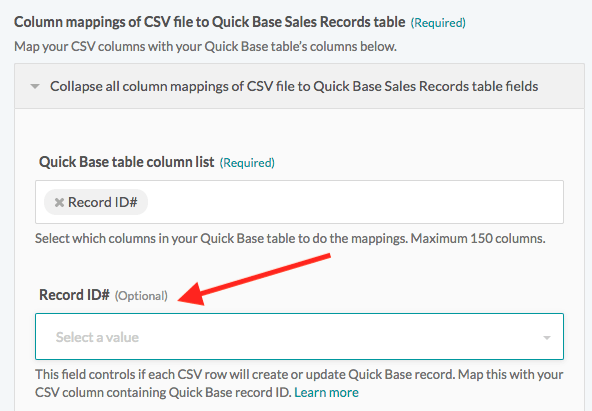 Column mappings of CSV file to Quick Base Sales Records table (Required)
Map your CSV columns with your Quick Base table's columns below.
Collapse all column mappings of CSV file to Quick Base Sales Records table fields
Quick Base table column list (Required)
× Record ID#
Select which columns in your Quick Base table to do the mappings. Maximum 150 columns.
Record ID# (Optional)
Select a value
This field controls if each CSV row will create or update Quick Base record. Map this with your
CSV column containing Quick Base record ID. Learn more